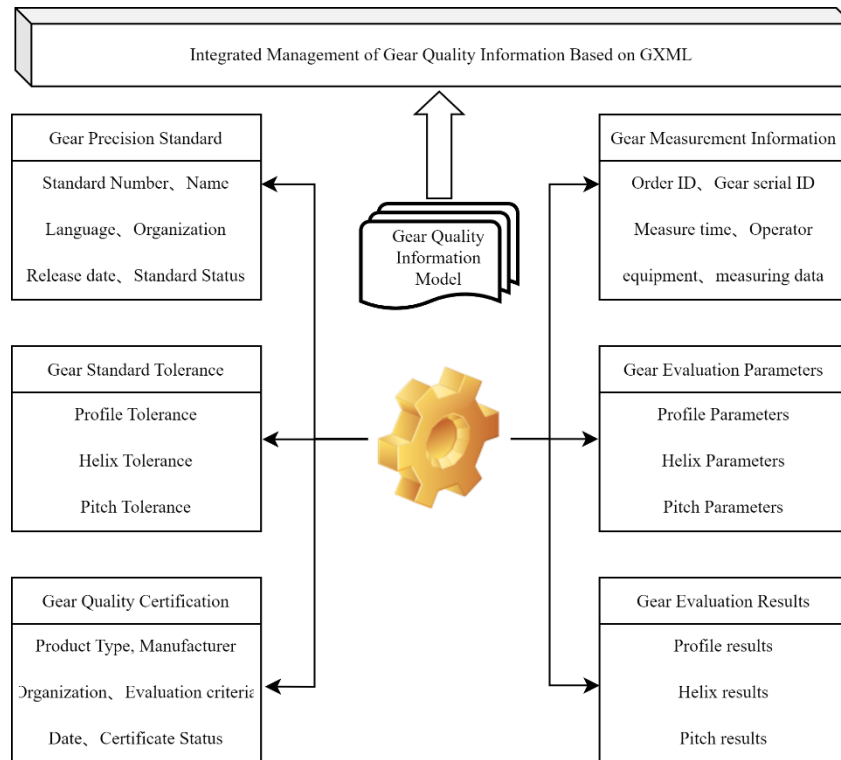 Integrated Management of Gear Quality Information Based on GXML
Gear Precision Standard
Standard Number、Name
Language、Organization
Release date、Standard Status
Gear Quality
Information
Model
Gear Measurement Information
Order ID、Gear serial ID
Measure time、Operator
equipment、measuring data
Gear Standard Tolerance
Profile Tolerance
Helix Tolerance
Pitch Tolerance
Gear Evaluation Parameters
Profile Parameters
Helix Parameters
Pitch Parameters
Gear Quality Certification
Product Type, Manufacturer
Organization、Evaluation criteria
Date、Certificate Status
Gear Evaluation Results
Profile results
Helix results
Pitch results